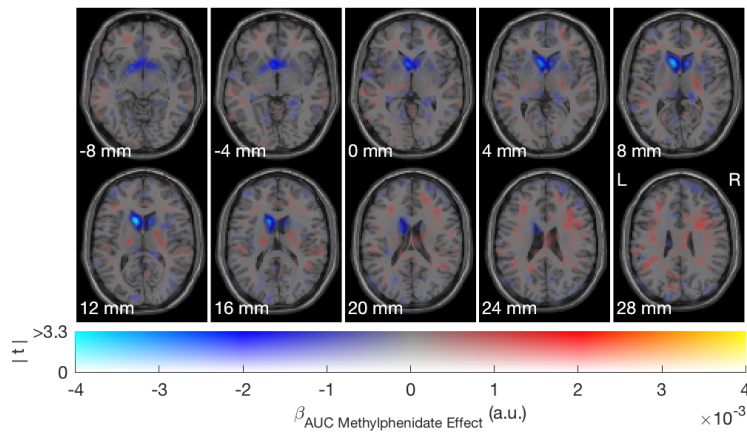 -8 mm
-4 mm
0 mm
4 mm
8 mm
L R
12 mm
16 mm
20 mm
24 mm
28 mm
>3.3
| t |
0
-4 -3 -2 -1 0 1 2 3 4
β AUC Methylphenidate Effect (a.u.)
×10⁻³